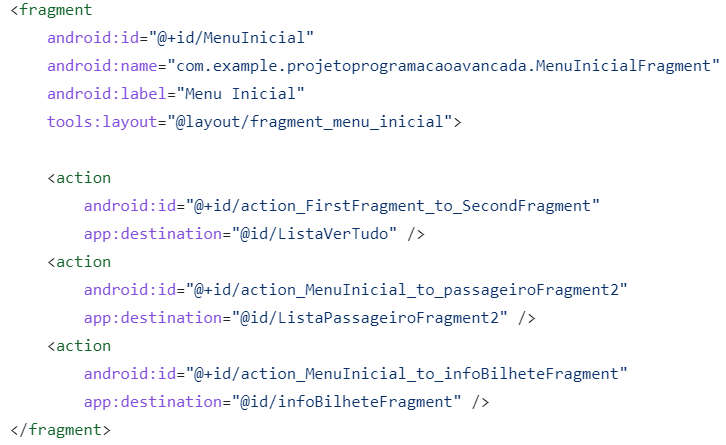 <fragment
android:id="@+id/MenuInicial"
android:name="com.example.projetoprogramacaoavancada.MenuInicialFragment"
android:label="Menu Inicial"
tools:layout="@layout/fragment_menu_inicial">
<action
android:id="@+id/action_FirstFragment_to_SecondFragment"
app:destination="@id/ListaVerTudo" />
<action
android:id="@+id/action_MenuInicial_to_passageiroFragment2"
app:destination="@id/ListaPassageiroFragment2" />
<action
android:id="@+id/action_MenuInicial_to_infoBilheteFragment"
app:destination="@id/infoBilheteFragment" />
</fragment>